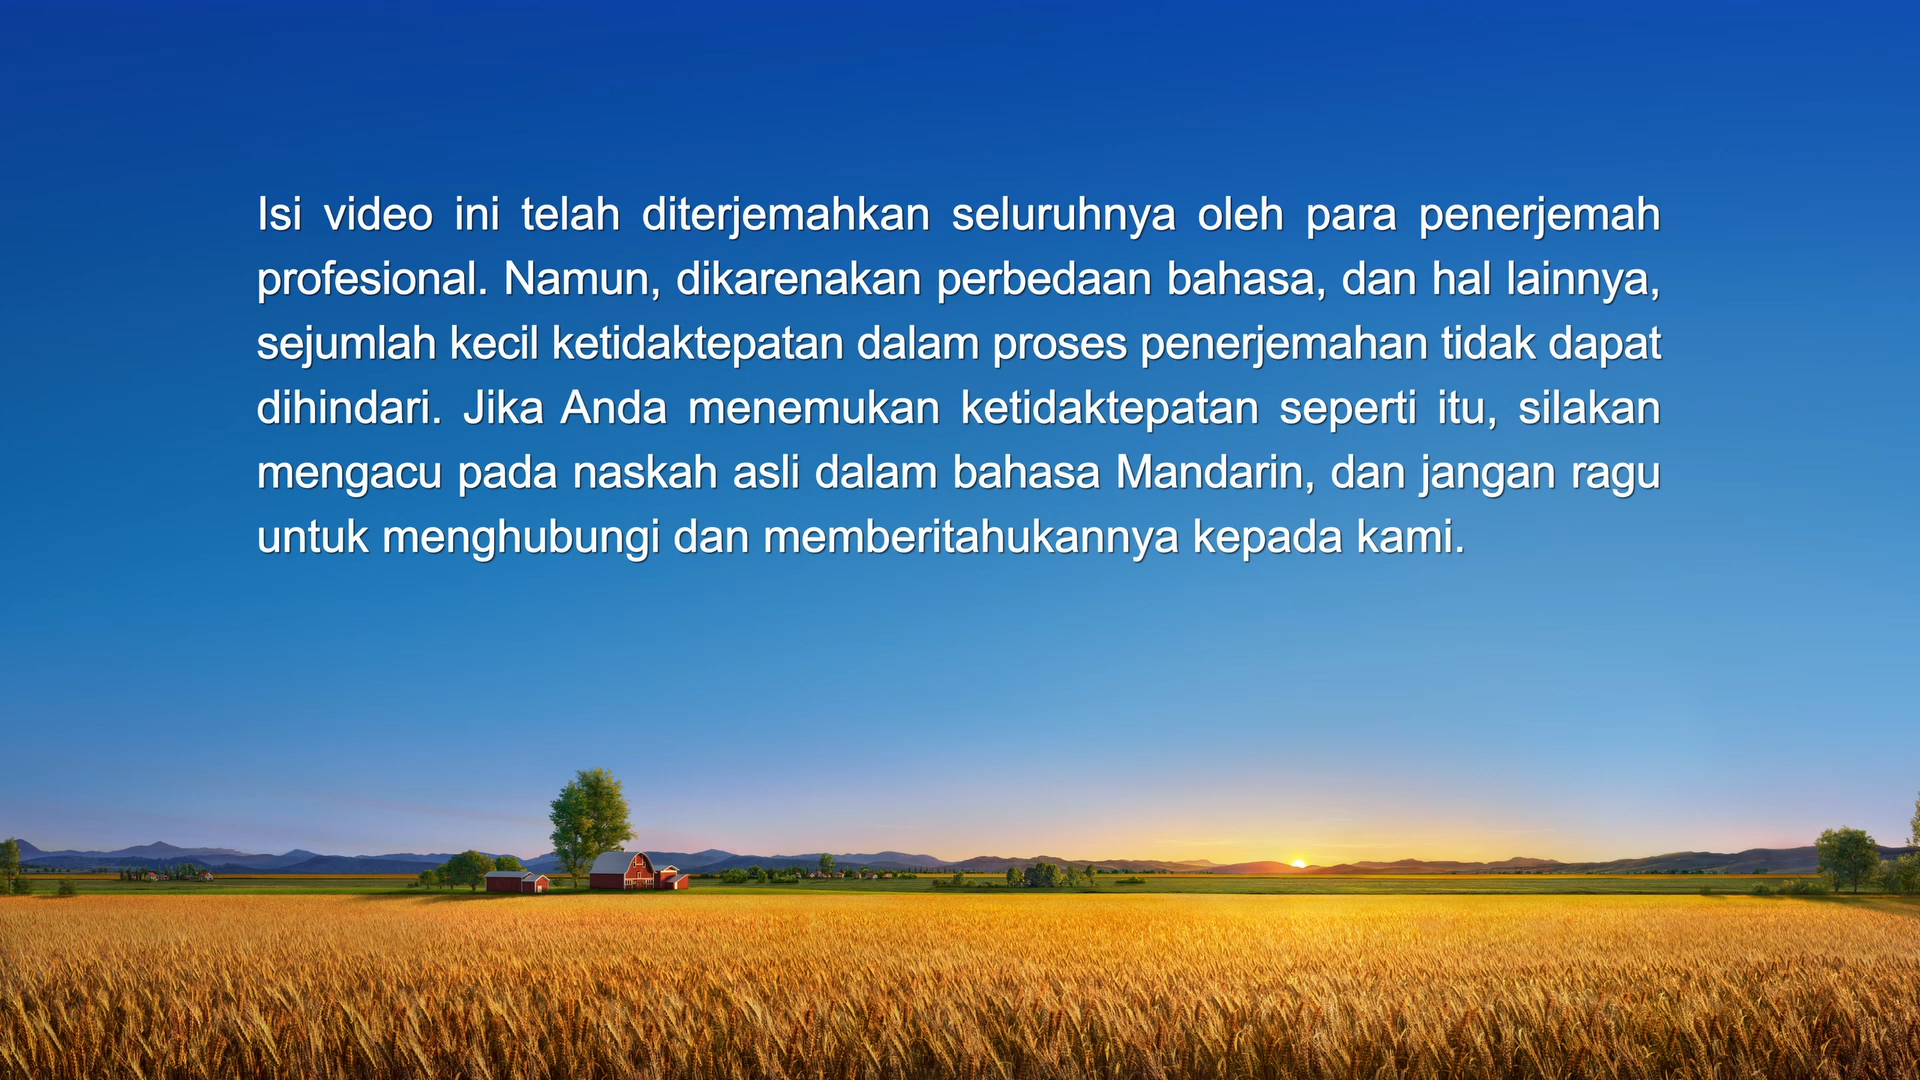 Isi video ini telah diterjemahkan seluruhnya oleh para penerjemah
profesional. Namun, dikarenakan perbedaan bahasa, dan hal lainnya,
sejumlah kecil ketidaktepatan dalam proses penerjemahan tidak dapat
dihindari. Jika Anda menemukan ketidaktepatan seperti itu, silakan
mengacu pada naskah asli dalam bahasa Mandarin, dan jangan ragu
untuk menghubungi dan memberitahukannya kepada kami.